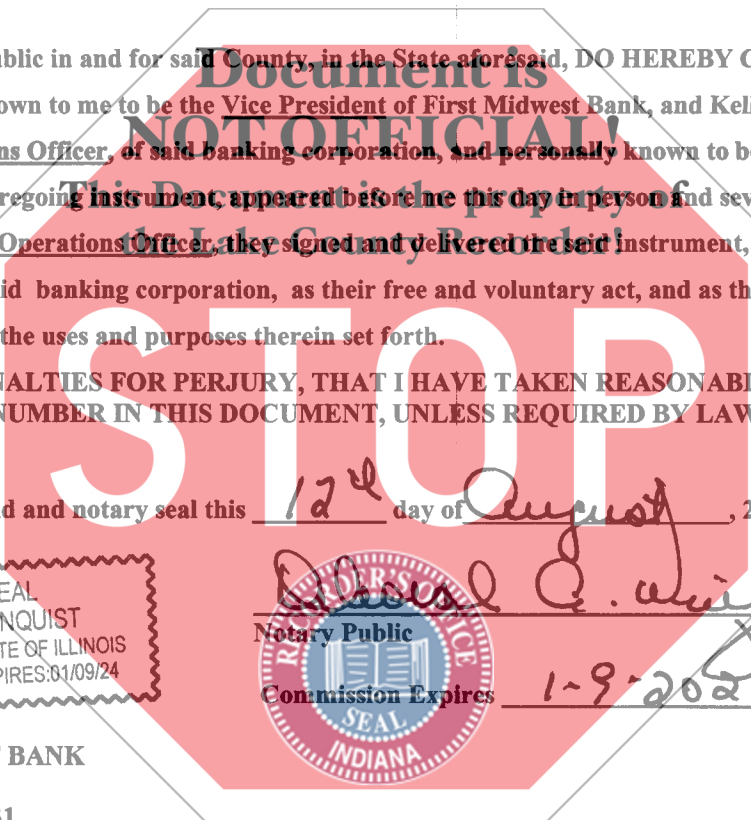 Document is
ublic in and for said County, in the State aforesaid, DO HEREBY C
own to me to be the Vice President of First Midwest Bank, and Kell
NOT OFFICIAL!
ns Officer, of said banking corporation, and personally known to be
This Document is the property of
regoing instrument, appeared before me this day in person and sev
the Lake County Recorder!
Operations Officer, they signed and delivered the said instrument,
id banking corporation, as their free and voluntary act, and as the
the uses and purposes therein set forth.
STOP
NALTIES FOR PERJURY, THAT I HAVE TAKEN REASONABL
NUMBER IN THIS DOCUMENT, UNLESS REQUIRED BY LAW
d and notary seal this 12th day of August, 2
EAL
NQUIST
TE OF ILLINOIS
PIRES:01/09/24
Notary Public
Commission Expires 1-9-202
RECORDER'S OFFICE
SEAL
INDIANA
BANK